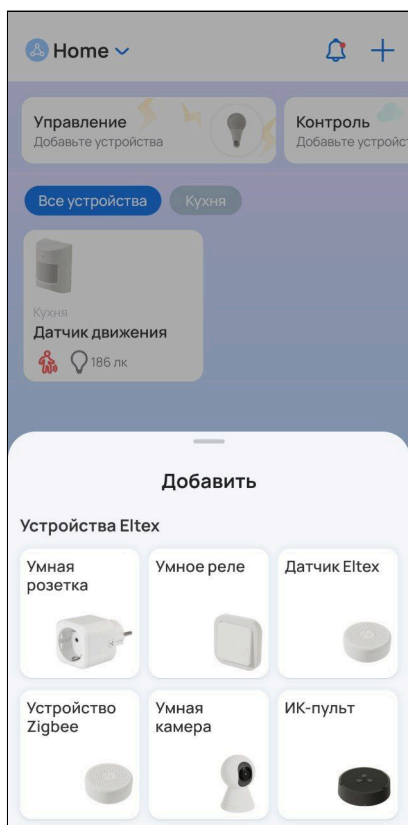 Home
Управление
Добавьте устройства
Контроль
Добавьте устройст
Все устройства
Кухня
Кухня
Датчик движения
186 лк
Добавить
Устройства Eltex
Умная
розетка
Умное реле
Датчик Eltex
Устройство
Zigbee
Умная
камера
ИК-пульт